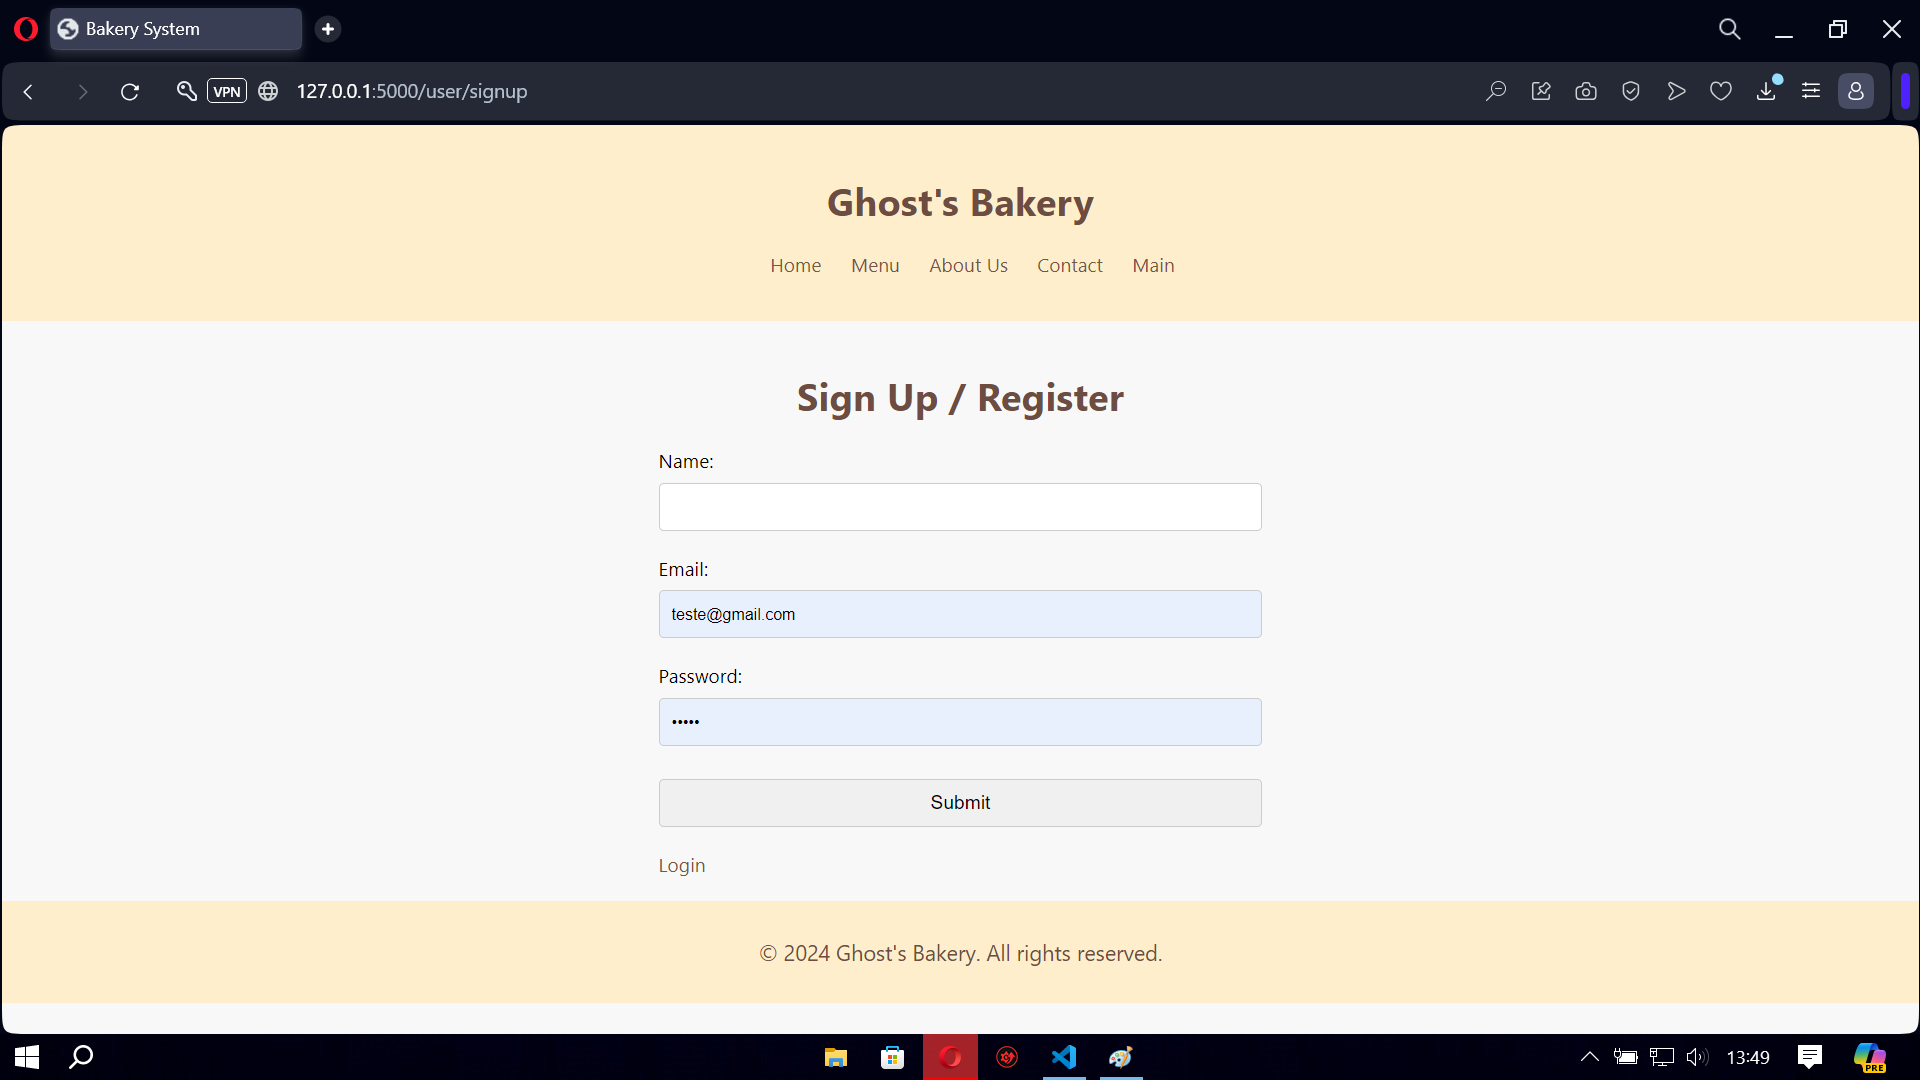 Bakery System
VPN 127.0.0.1:5000/user/signup
Ghost's Bakery
Home Menu About Us Contact Main
Sign Up / Register
Name:
Email:
teste@gmail.com
Password:
•••••
Submit
Login
© 2024 Ghost's Bakery. All rights reserved.
13:49
PRE